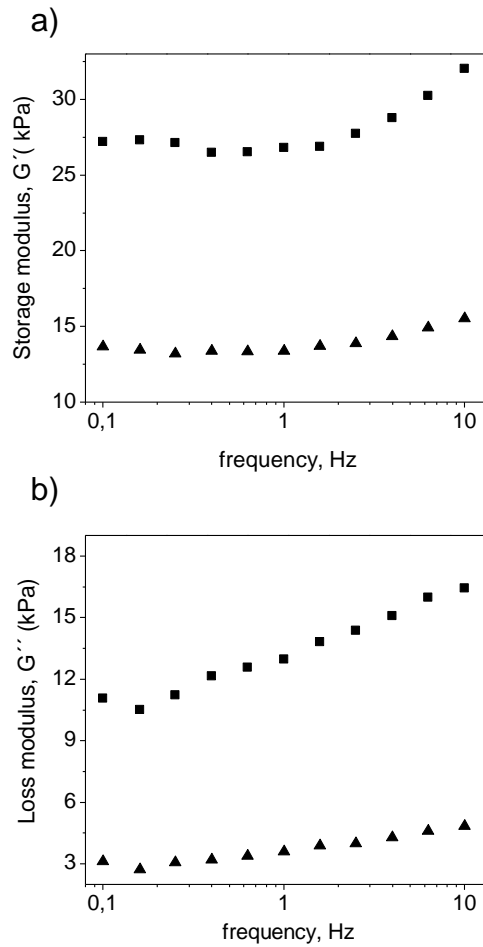 a)
Storage modulus, G´( kPa)
30
25
20
15
10
0,1
1
10
frequency, Hz
b)
Loss modulus, G´´ (kPa)
18
15
12
9
6
3
0,1
1
10
frequency, Hz